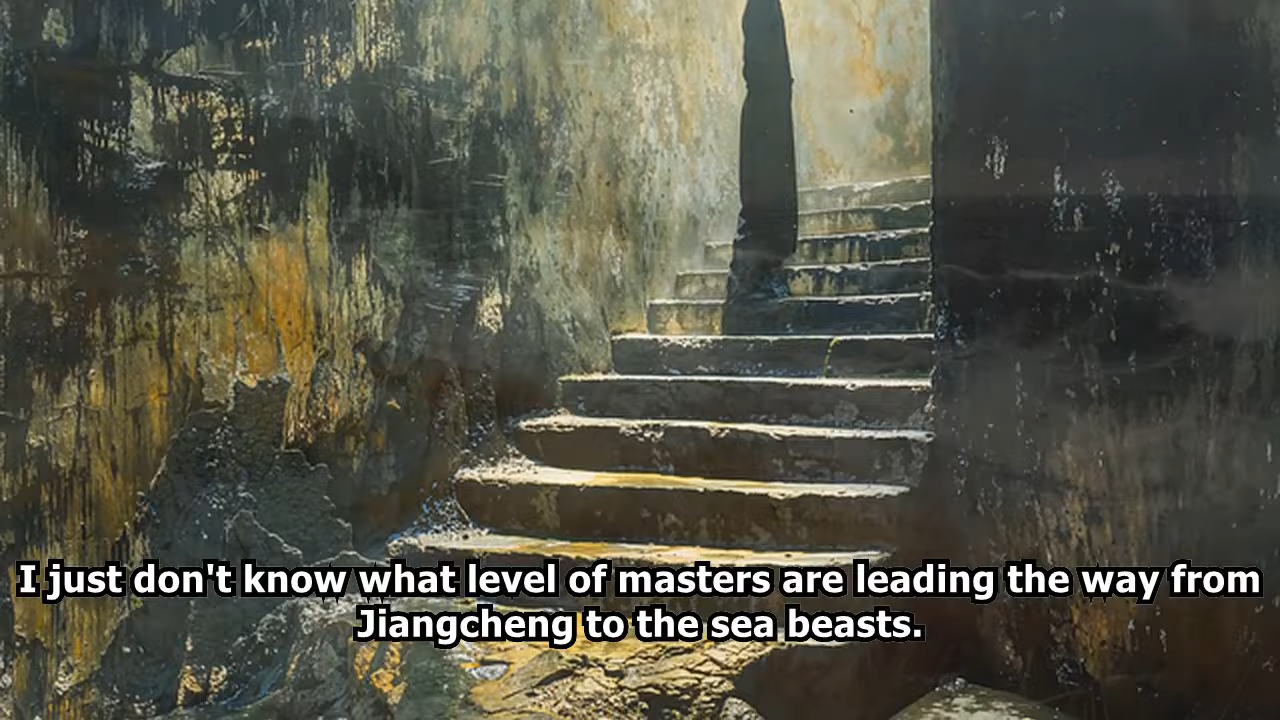 I just don't know what level of masters are leading the way from
Jiangcheng to the sea beasts.